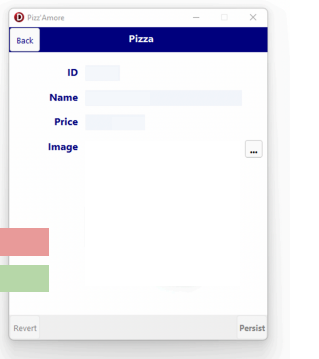 Pizz'Amore
Back
Pizza
ID
Name
Price
Image
...
Revert
Persist